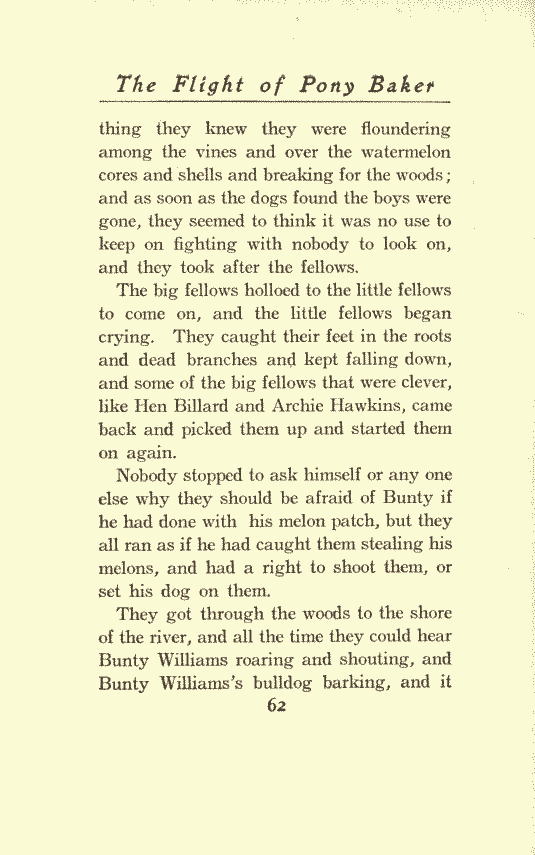 The Flight of Pony Baker
thing they knew they were floundering
among the vines and over the watermelon
cores and shells and breaking for the woods;
and as soon as the dogs found the boys were
gone, they seemed to think it was no use to
keep on fighting with nobody to look on,
and they took after the fellows.
The big fellows holloed to the little fellows
to come on, and the little fellows began
crying. They caught their feet in the roots
and dead branches and kept falling down,
and some of the big fellows that were clever,
like Hen Billard and Archie Hawkins, came
back and picked them up and started them
on again.
Nobody stopped to ask himself or any one
else why they should be afraid of Bunty if
he had done with his melon patch, but they
all ran as if he had caught them stealing his
melons, and had a right to shoot them, or
set his dog on them.
They got through the woods to the shore
of the river, and all the time they could hear
Bunty Williams roaring and shouting, and
Bunty Williams's bulldog barking, and it
62